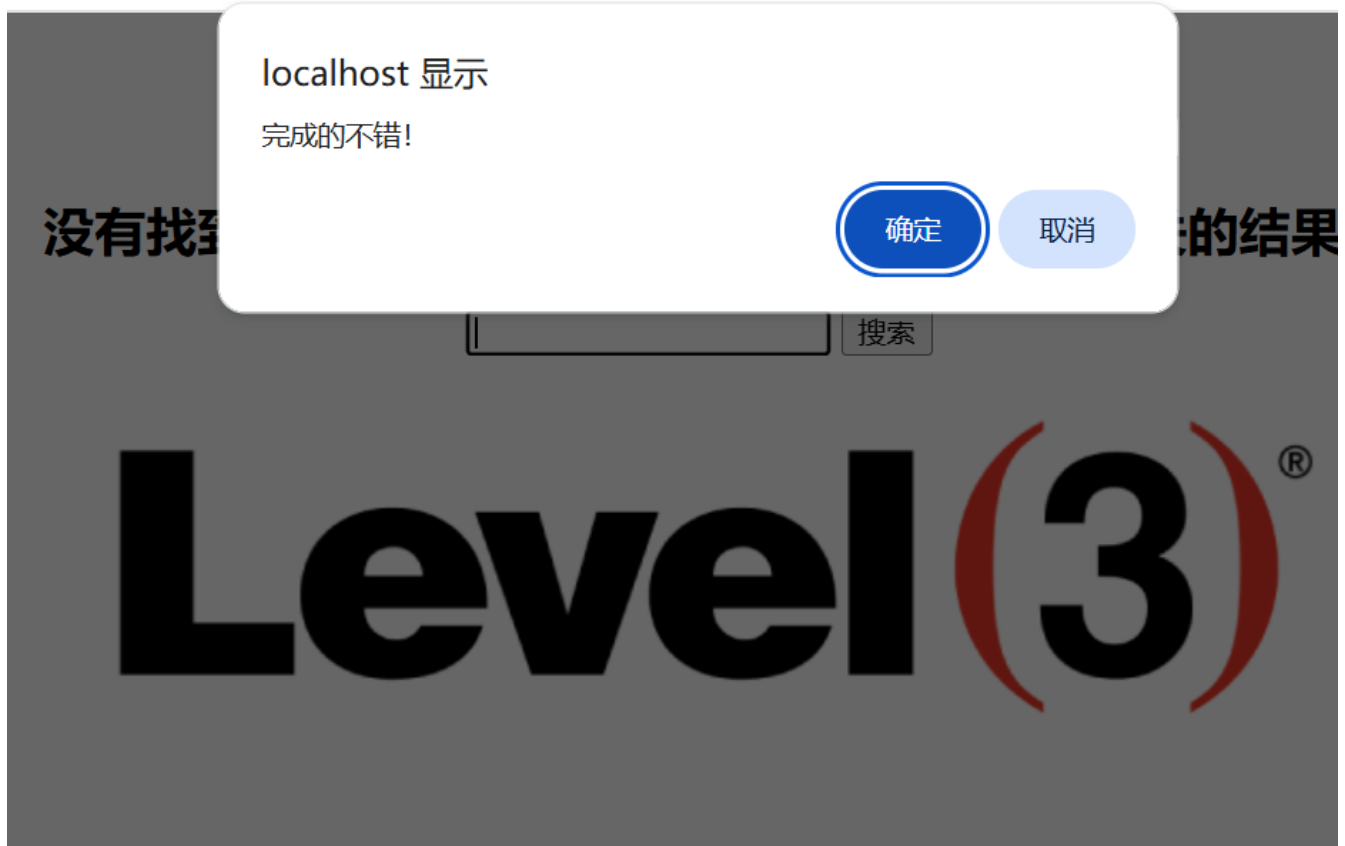 localhost 显示
完成的不错!
确定 取消
没有找 的结果
搜索
Level(3)®